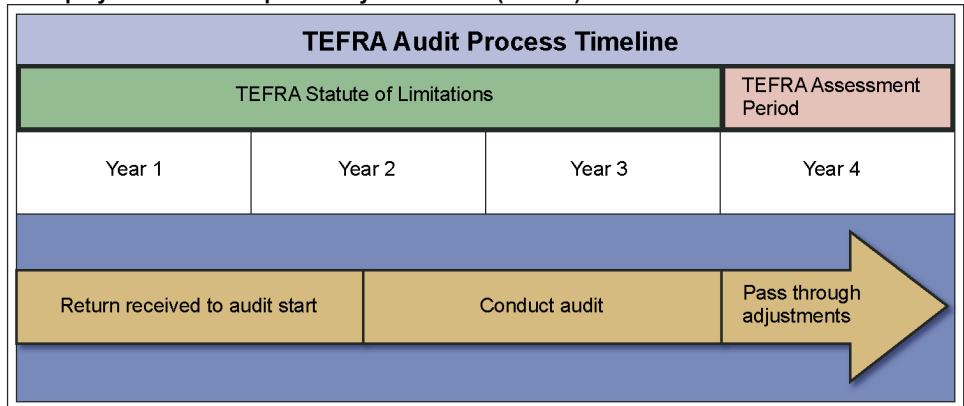 TEFRA Audit Process Timeline
TEFRA Statute of Limitations
TEFRA Assessment
Period
Year 1
Year 2
Year 3
Year 4
Return received to audit start
Conduct audit
Pass through
adjustments